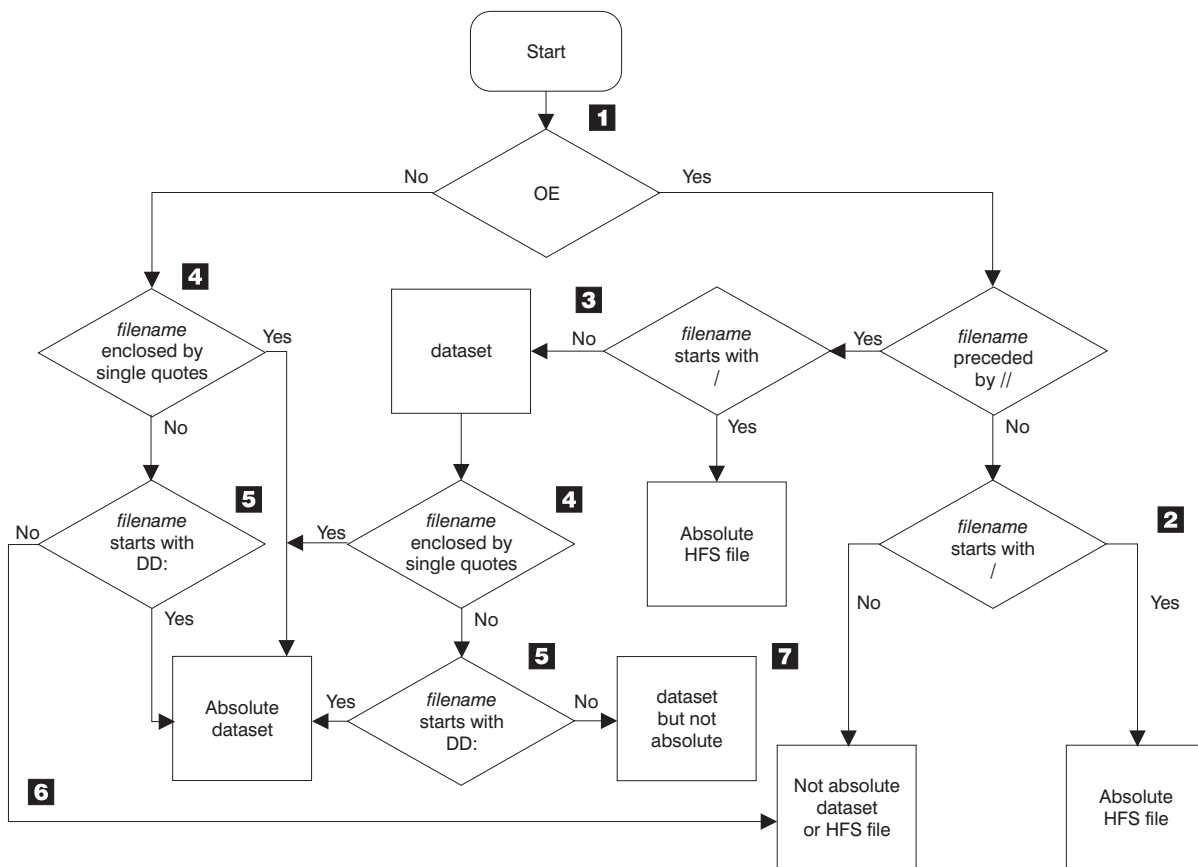 Start
1
OE
No
Yes
4
filename
enclosed by
single quotes
Yes
No
dataset
3
No
filename
starts with
/
Yes
Yes
filename
preceded
by //
No
5
No
filename
starts with
DD:
Yes
4
Yes
filename
enclosed by
single quotes
No
Absolute
HFS file
2
filename
starts with
/
No
Yes
Absolute
dataset
5
Yes
filename
starts with
DD:
No
7
dataset
but not
absolute
6
Not absolute
dataset
or HFS file
Absolute
HFS file